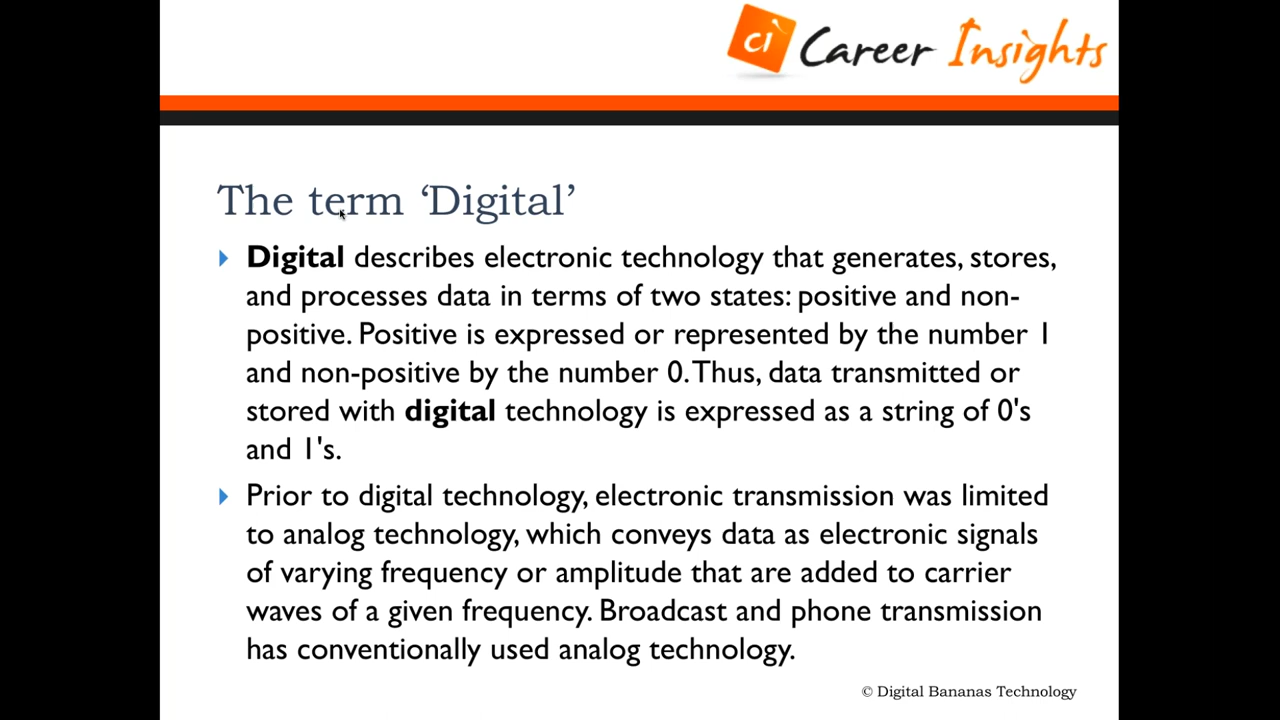 ci Career Insights
The term ‘Digital’
Digital describes electronic technology that generates, stores,
and processes data in terms of two states: positive and non-
positive. Positive is expressed or represented by the number 1
and non-positive by the number 0. Thus, data transmitted or
stored with digital technology is expressed as a string of 0's
and 1's.
Prior to digital technology, electronic transmission was limited
to analog technology, which conveys data as electronic signals
of varying frequency or amplitude that are added to carrier
waves of a given frequency. Broadcast and phone transmission
has conventionally used analog technology.
© Digital Bananas Technology